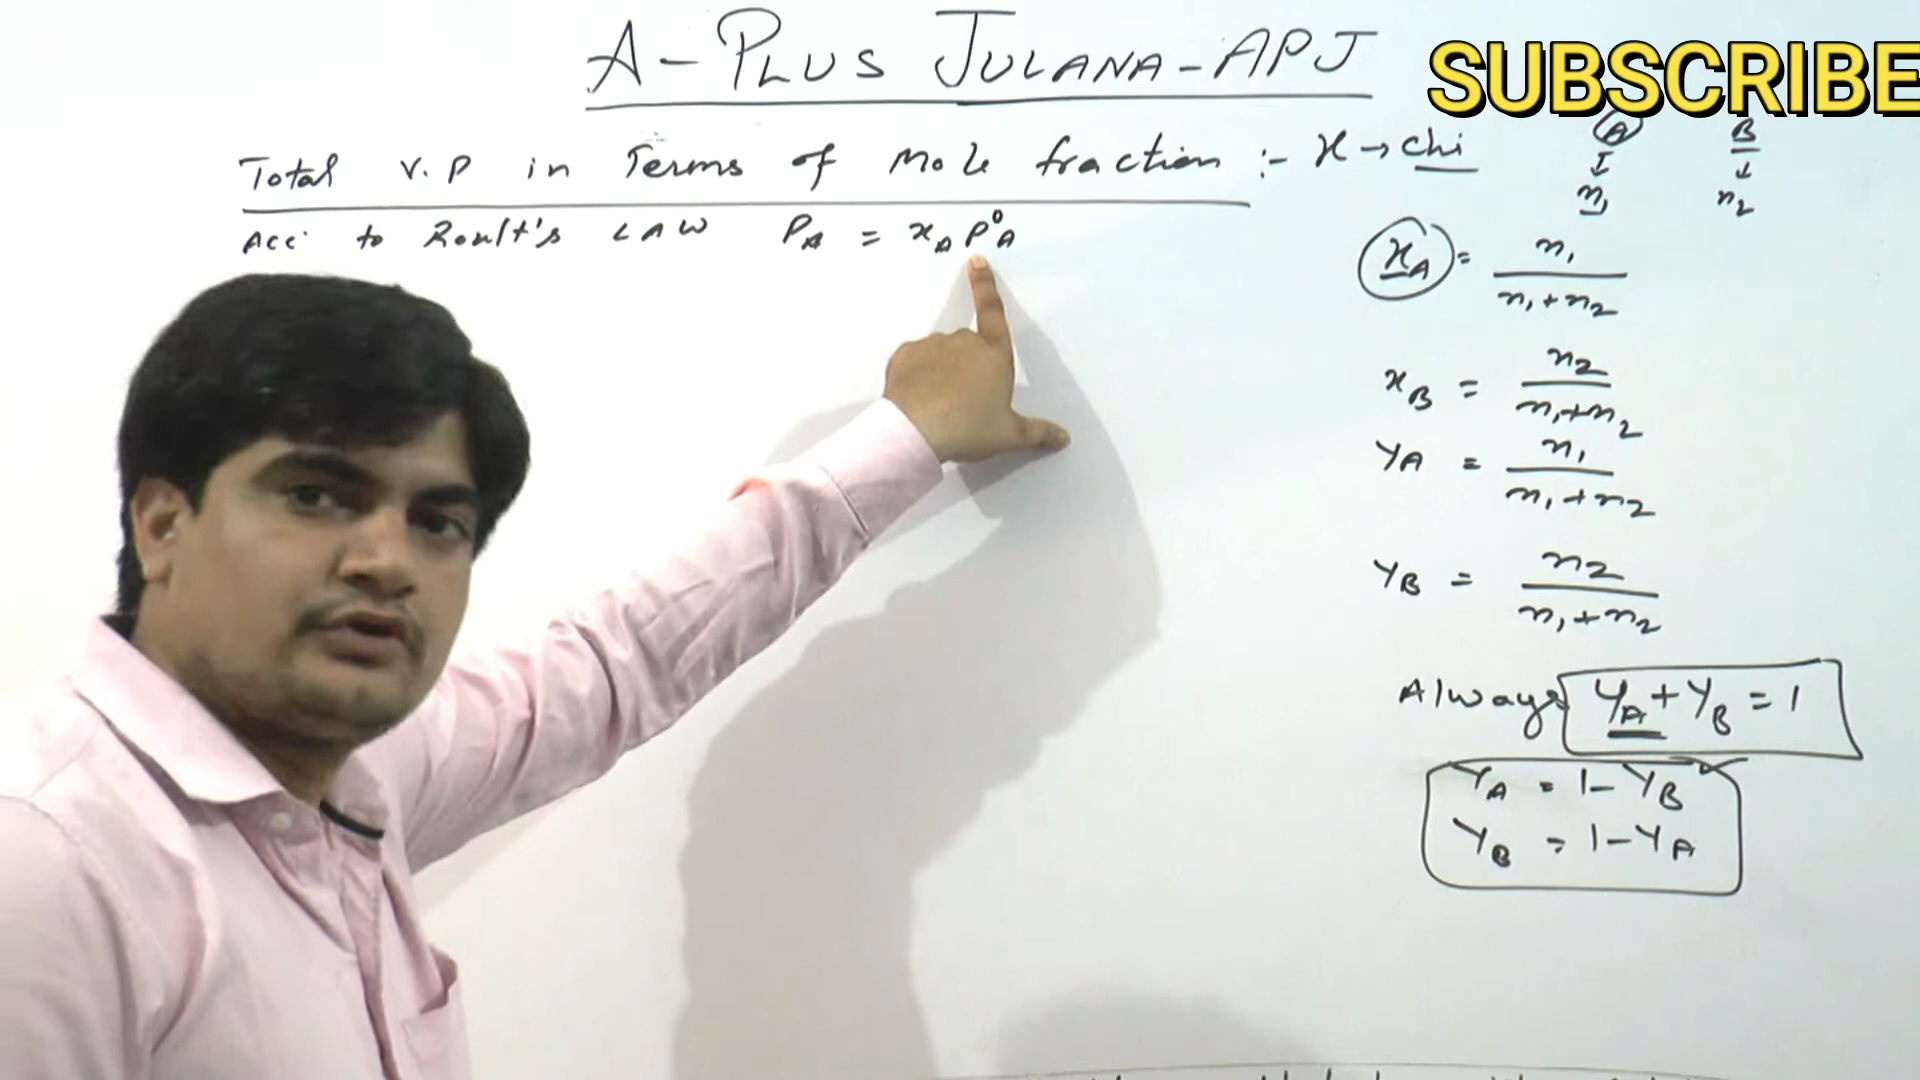 A-PLUS JULANA-APJ
SUBSCRIBE
Total V.P in Terms of Mole fraction :- x → chi
Acc. to Roult's LAW PA = xA P⁰A
A B
↓ ↓
n₁ n₂
xA = n₁ / n₁+n₂
xB = n₂ / n₁+n₂
YA = n₁ / n₁+n₂
YB = n₂ / n₁+n₂
Always YA + YB = 1
YA = 1 - YB
YB = 1 - YA